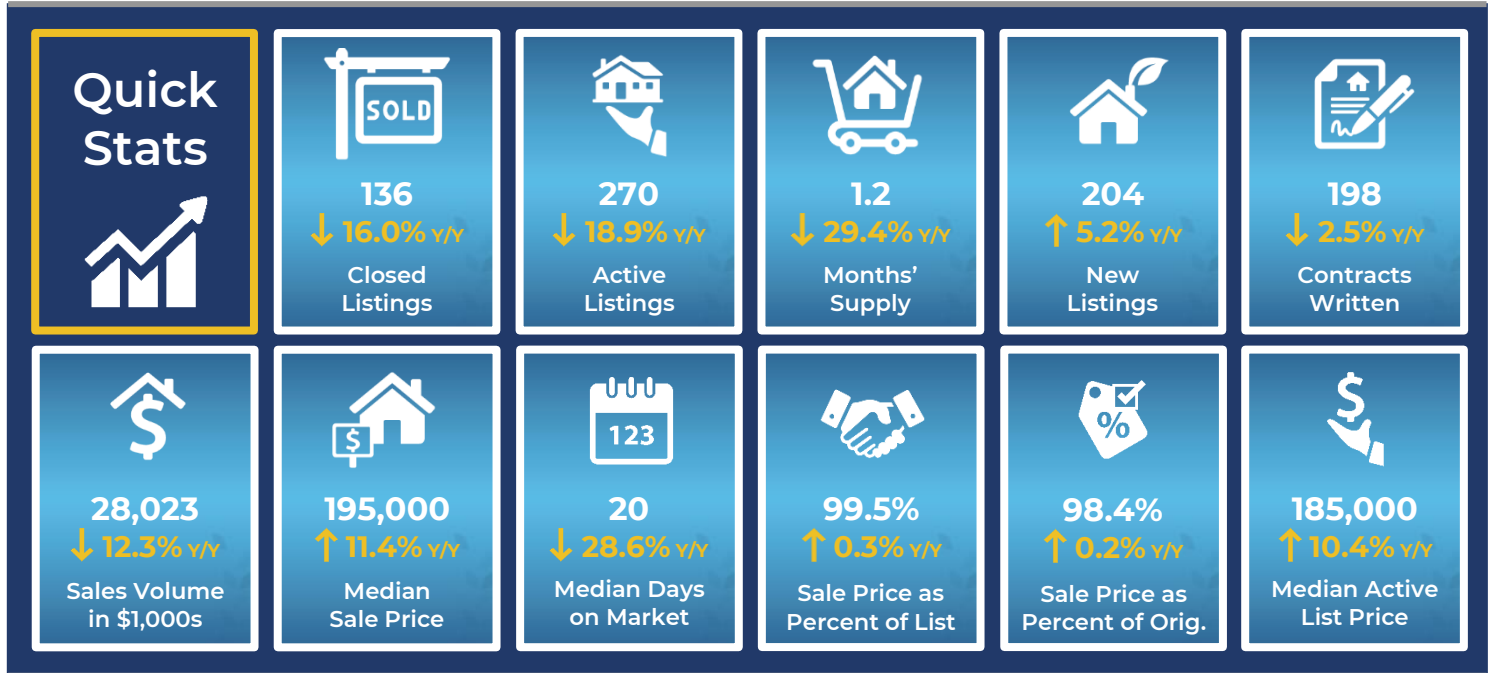 Quick
Stats
SOLD
136
↓ 16.0% Y/Y
Closed
Listings
270
↓ 18.9% Y/Y
Active
Listings
1.2
↓ 29.4% Y/Y
Months’
Supply
204
↑ 5.2% Y/Y
New
Listings
198
↓ 2.5% Y/Y
Contracts
Written
$
28,023
↓ 12.3% Y/Y
Sales Volume
in $1,000s
$
195,000
↑ 11.4% Y/Y
Median
Sale Price
123
20
↓ 28.6% Y/Y
Median Days
on Market
99.5%
↑ 0.3% Y/Y
Sale Price as
Percent of List
%
98.4%
↑ 0.2% Y/Y
Sale Price as
Percent of Orig.
$
185,000
↑ 10.4% Y/Y
Median Active
List Price